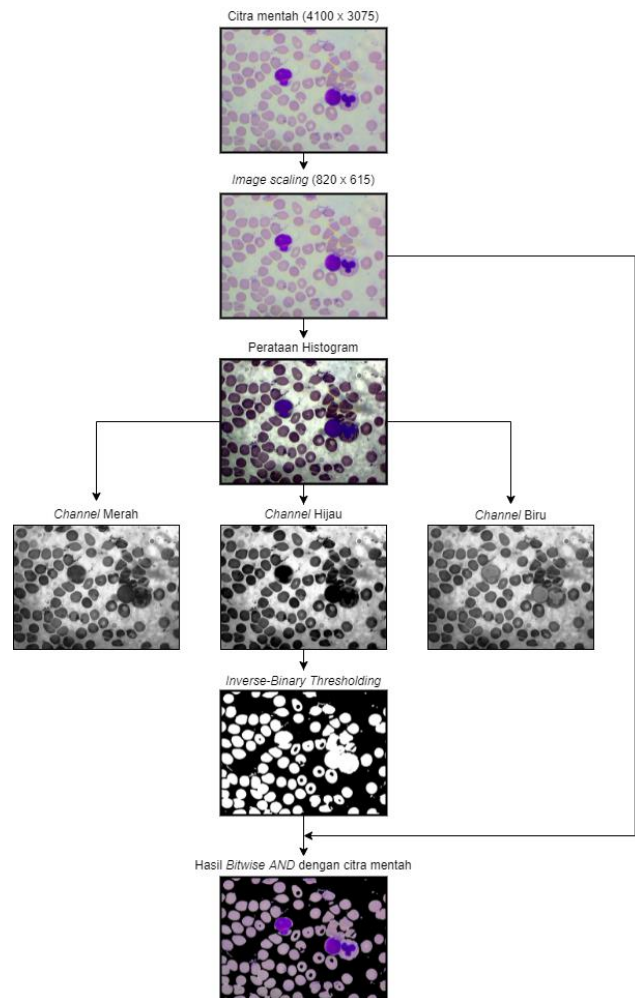 Citra mentah (4100 x 3075)
Image scaling (820 x 615)
Perataan Histogram
Channel Merah
Channel Hijau
Channel Biru
Inverse-Binary Thresholding
Hasil Bitwise AND dengan citra mentah